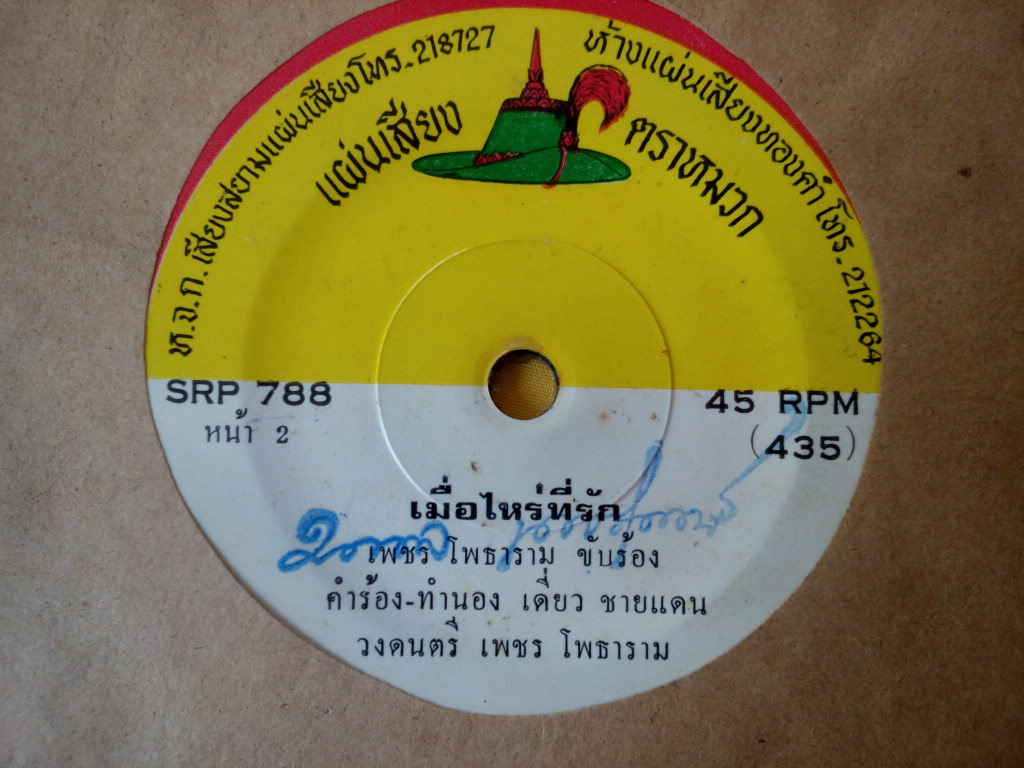 ห.จ.ก. เสียงสยามแผ่นเสียงโทร-218727
ห้างแผ่นเสียงทองคำ โทร-212264
แผ่นเสียง ตราหมวก
SRP 788
หน้า 2
45 RPM
(435)
เมื่อไหร่ที่รัก
เพชร โพธาราม ขับร้อง
คำร้อง-ทำนอง เดี่ยว ชายแดน
วงดนตรี เพชร โพธาราม